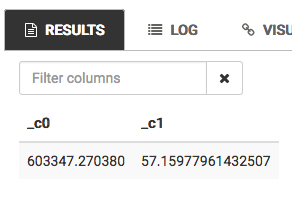 RESULTS LOG VISU
Filter columns
_c0 _c1
603347.270380 57.15977961432507